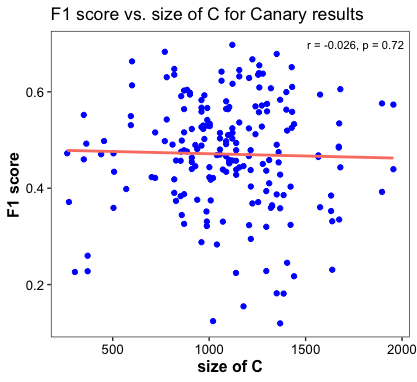 F1 score vs. size of C for Canary results
r = -0.026, p = 0.72
F1 score
0.6
0.4
0.2
500
1000
1500
2000
size of C